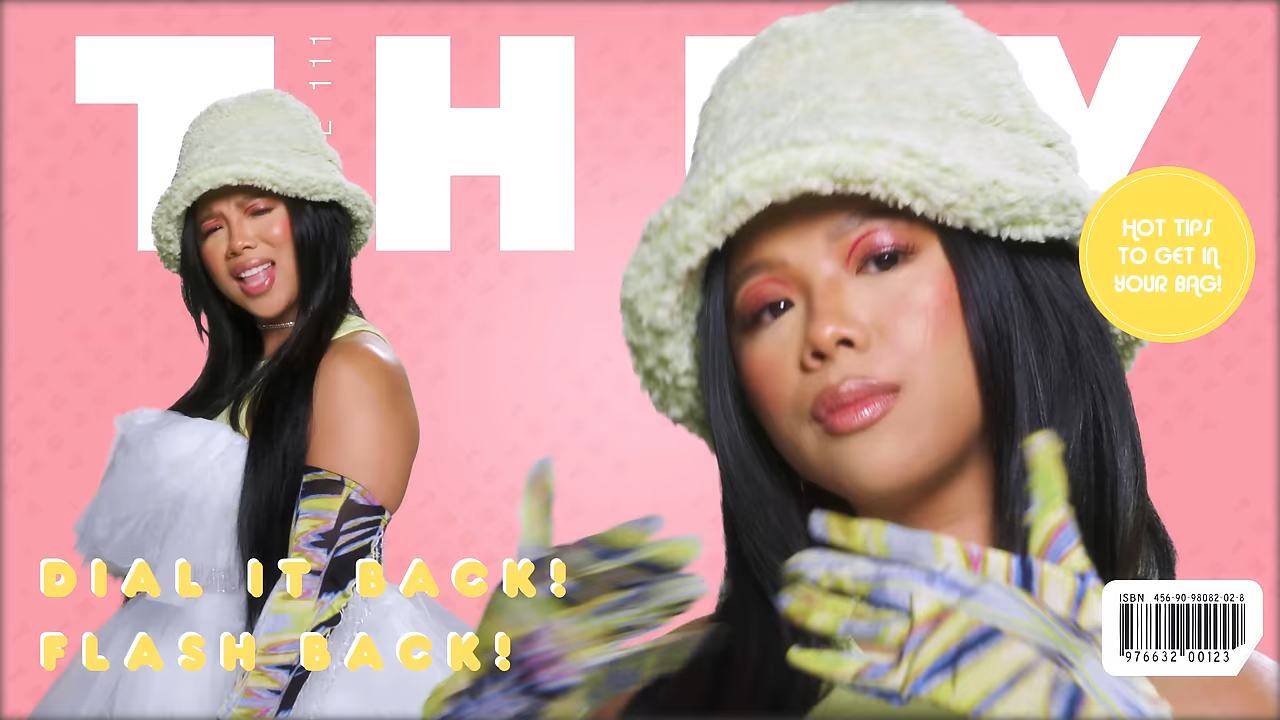 HOT TIPS
TO GET IN
YOUR BAG!
DIAL IT BACK!
FLASH BACK!
ISBN 456-90-98082-02-8
976632 00123